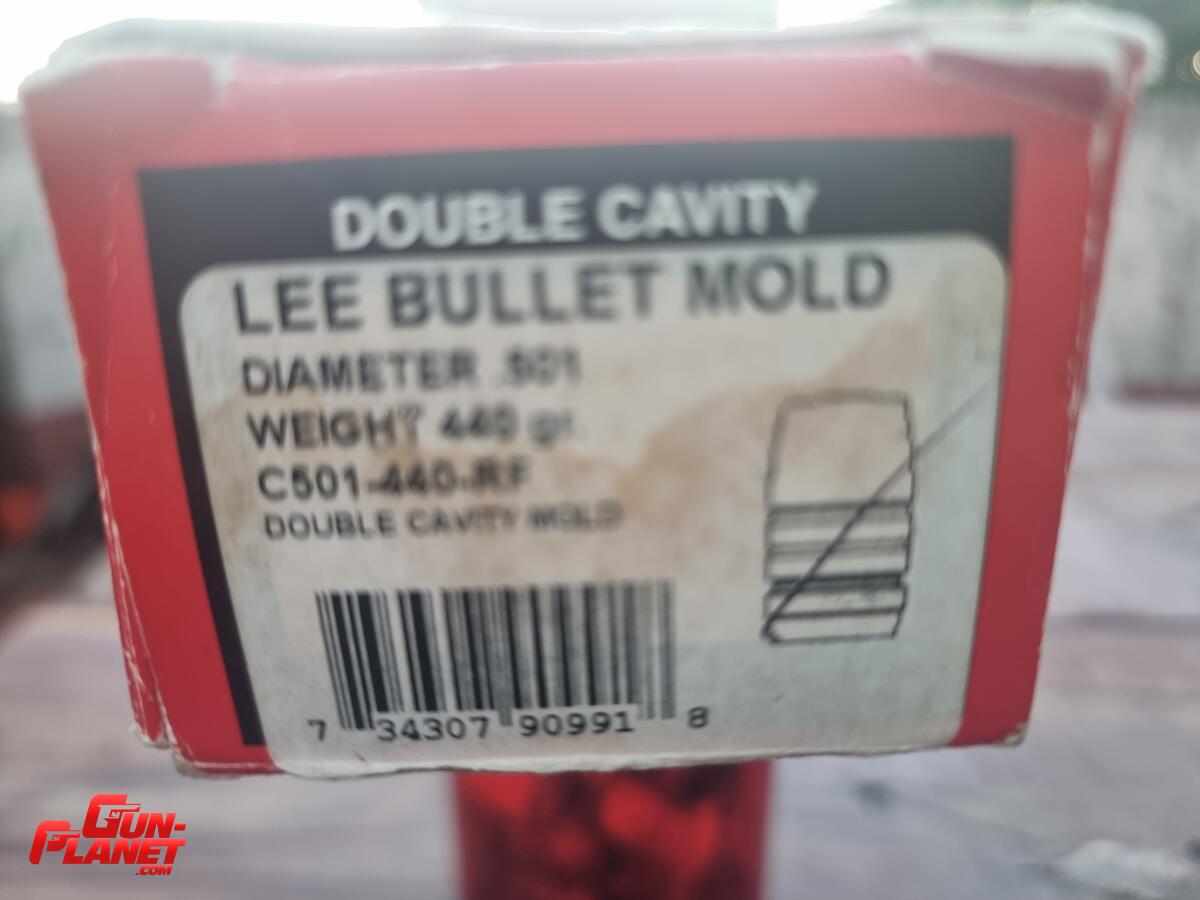 DOUBLE CAVITY
LEE BULLET MOLD
DIAMETER .501
WEIGHT 440 gr.
C501-440-RF
DOUBLE CAVITY MOLD
7 34307 90991 8
GUN-
PLANET
.COM